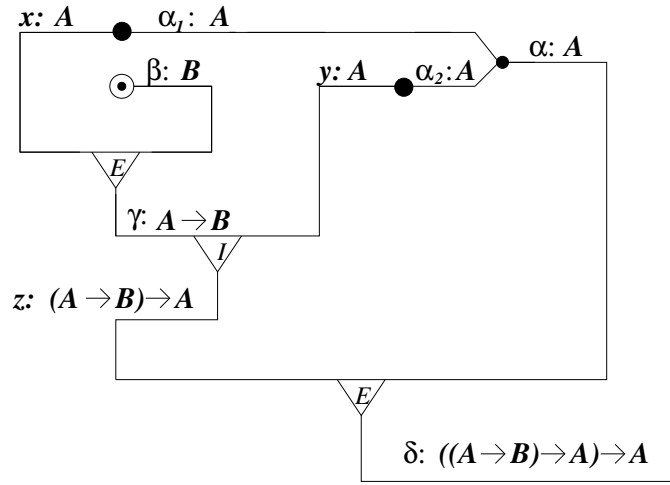 x: A α₁: A
β: B y: A α₂: A α: A
E
γ: A → B
I
z: (A → B) → A
E
δ: ((A → B) → A) → A